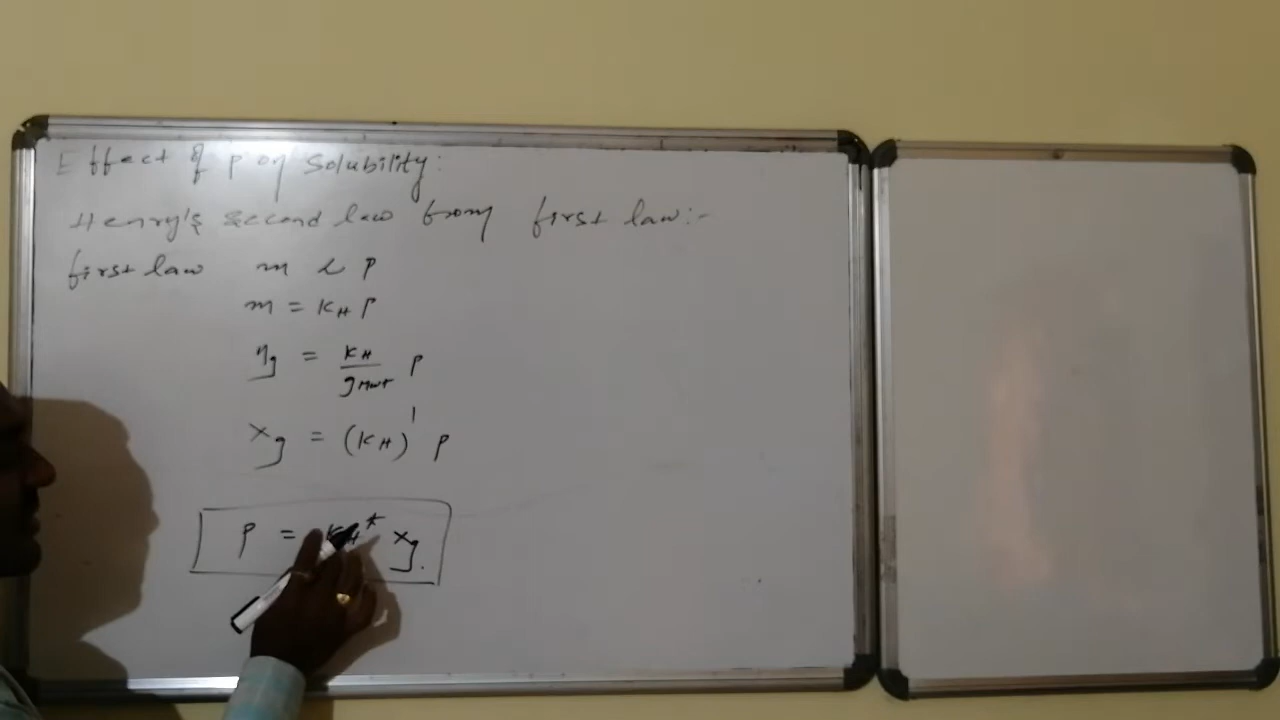 Effect of P on Solubility:
Henry's second law from first law:-
first law m ∝ P
m = KH P
ng = KH/gMwt P
xg = (KH)' P
P = KH* xg.